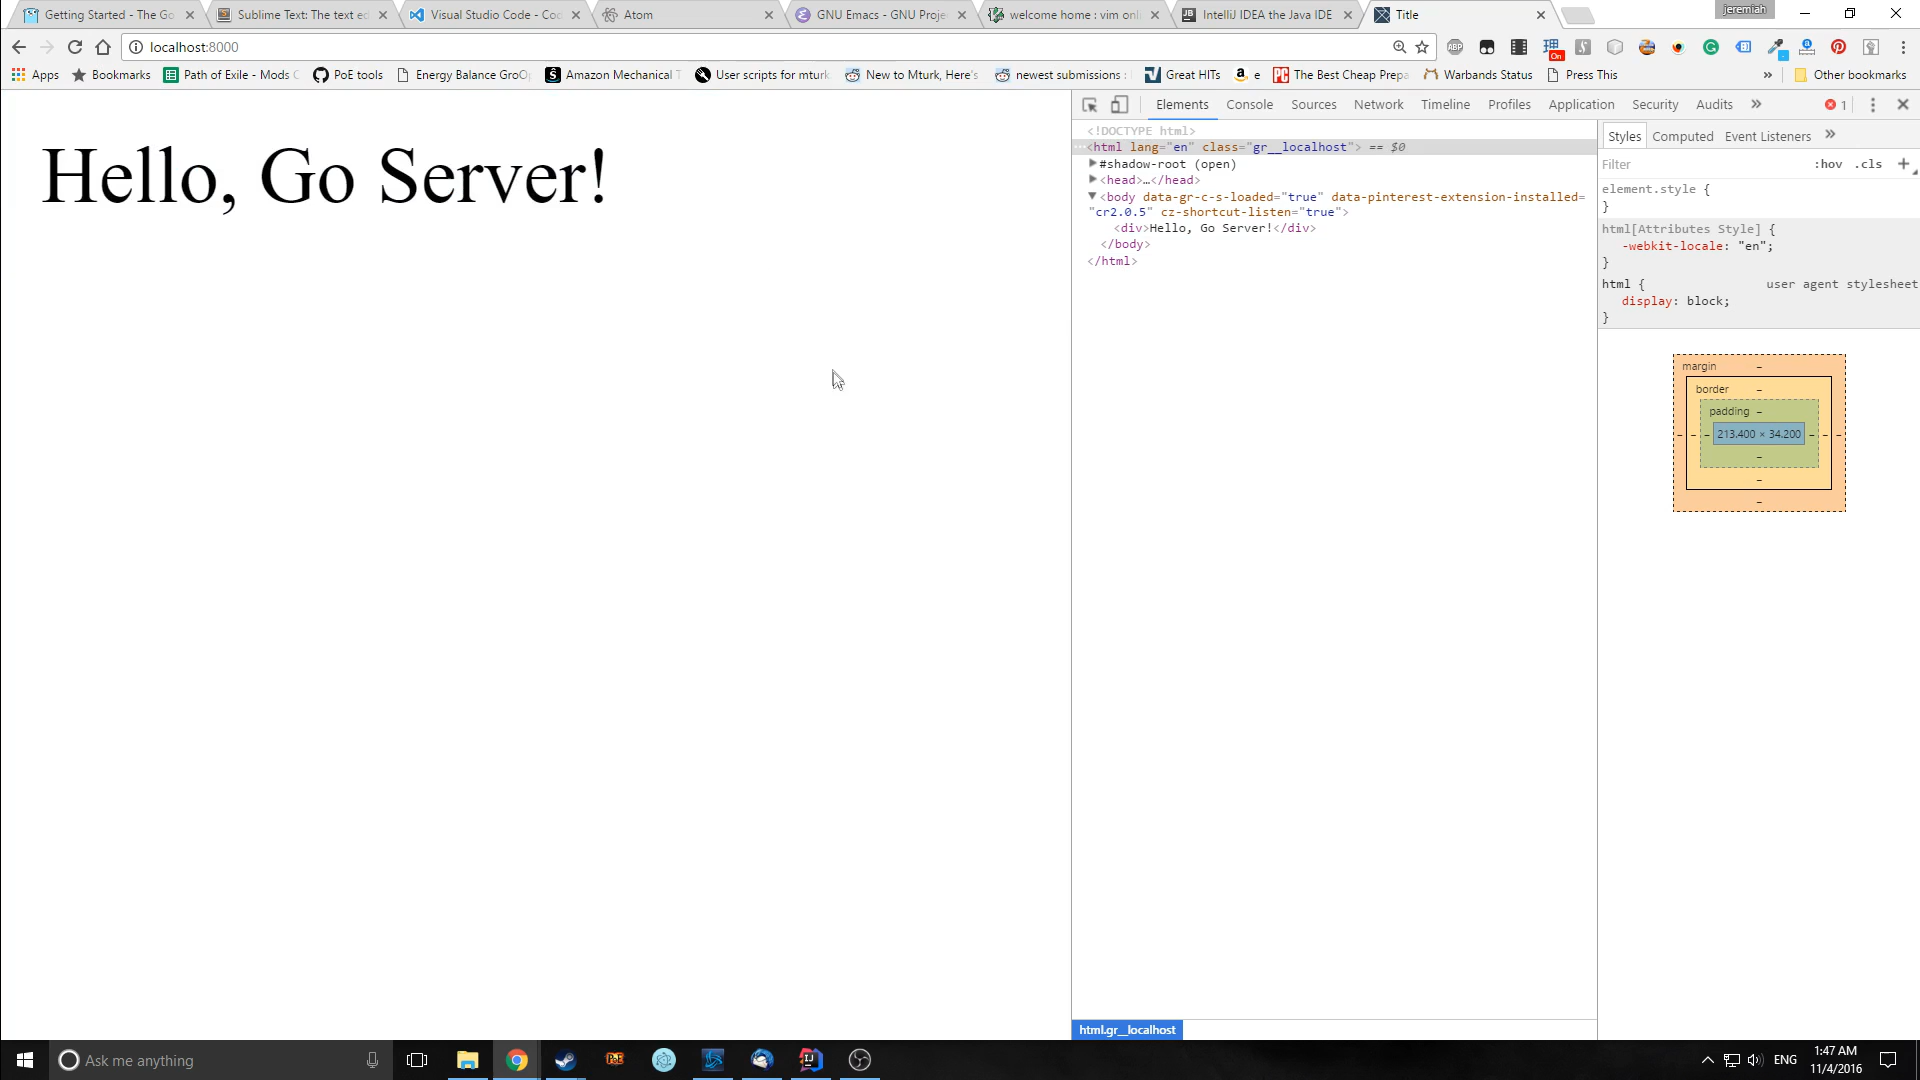 Getting Started - The Go
Sublime Text: The text ed
Visual Studio Code - Cod
Atom
GNU Emacs - GNU Proje
welcome home : vim onl
IntelliJ IDEA the Java IDE
Title
jeremiah
localhost:8000
Apps
Bookmarks
Path of Exile - Mods
PoE tools
Energy Balance GroO
Amazon Mechanical T
User scripts for mturk
New to Mturk, Here's
newest submissions :
Great HITs
e
The Best Cheap Prepa
Warbands Status
Press This
»
Other bookmarks
Hello, Go Server!
Elements Console Sources Network Timeline Profiles Application Security Audits » 1
<!DOCTYPE html>
···<html lang="en" class="gr__localhost"> == $0
#shadow-root (open)
<head>…</head>
<body data-gr-c-s-loaded="true" data-pinterest-extension-installed=
"cr2.0.5" cz-shortcut-listen="true">
<div>Hello, Go Server!</div>
</body>
</html>
html.gr__localhost
Styles Computed Event Listeners »
Filter :hov .cls +
element.style {
}
html[Attributes Style] {
-webkit-locale: "en";
}
html { user agent stylesheet
display: block;
}
margin –
border –
padding –
213.400 × 34.200
Ask me anything
ENG
1:47 AM
11/4/2016